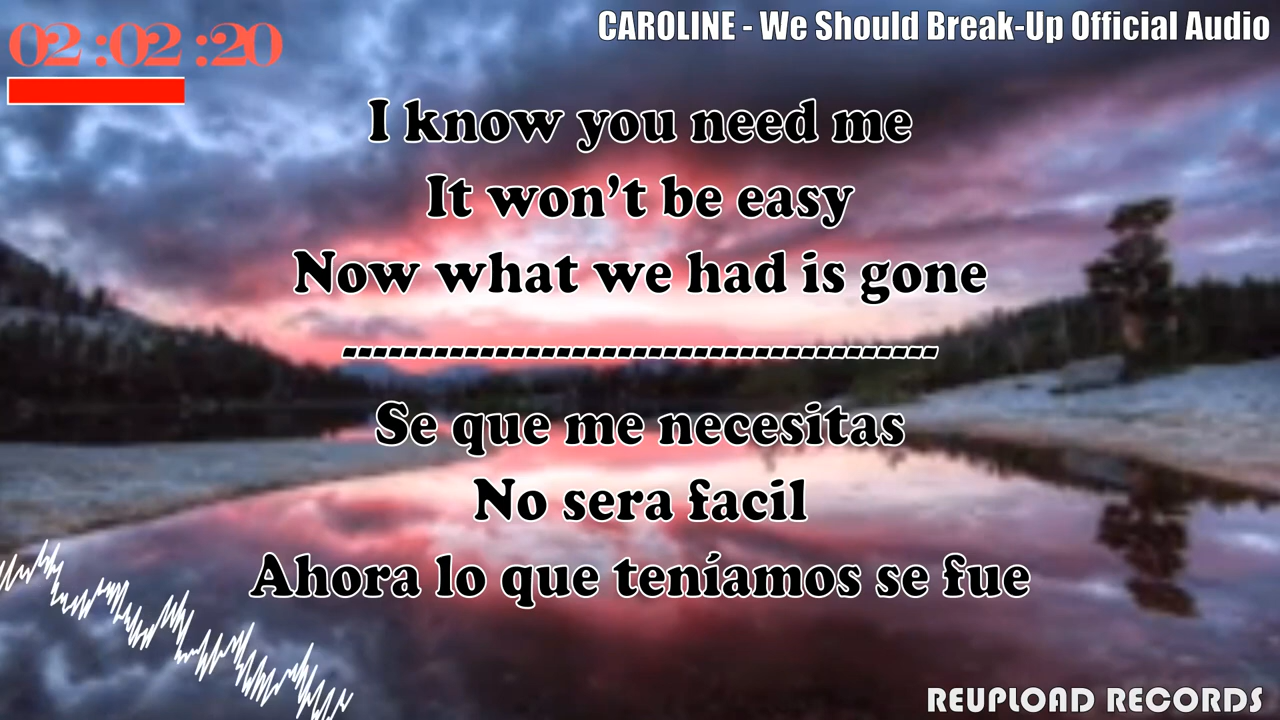 02:02:20
CAROLINE - We Should Break-Up Official Audio
I know you need me
It won't be easy
Now what we had is gone
---------------------------------------
Se que me necesitas
No sera facil
Ahora lo que teníamos se fue
REUPLOAD RECORDS